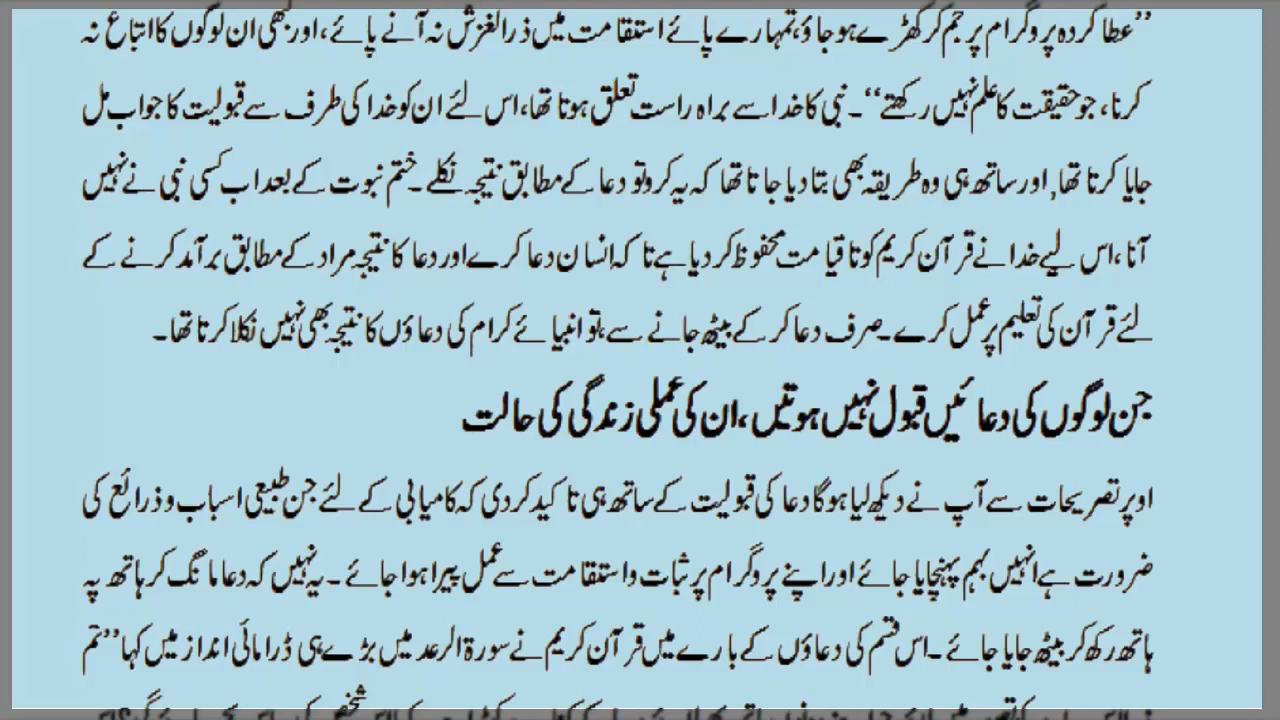 ”عطا کردہ پروگرام پر جم کر کھڑے ہو جاؤ، تمہارے پائے استقامت میں ذرا لغزش نہ آنے پائے، اور کبھی ان لوگوں کا اتباع نہ
کرنا، جو حقیقت کا علم نہیں رکھتے“۔ نبی کا خدا سے براہ راست تعلق ہوتا تھا، اس لئے ان کو خدا کی طرف سے قبولیت کا جواب مل
جایا کرتا تھا, اور ساتھ ہی وہ طریقہ بھی بتا دیا جاتا تھا کہ یہ کرو تو دعا کے مطابق نتیجہ نکلے۔ ختم نبوت کے بعد اب کسی نبی نے نہیں
آنا، اس لیے خدا نے قرآن کریم کو تا قیامت محفوظ کر دیا ہے تا کہ انسان دعا کرے اور دعا کا نتیجہ مراد کے مطابق برآمد کرنے کے
لئے قرآن کی تعلیم پر عمل کرے۔ صرف دعا کر کے بیٹھ جانے سے، تو انبیائے کرام کی دعاؤں کا نتیجہ بھی نہیں نکلا کرتا تھا۔
جن لوگوں کی دعائیں قبول نہیں ہوتیں، ان کی عملی زندگی کی حالت
اوپر تصریحات سے آپ نے دیکھ لیا ہوگا دعا کی قبولیت کے ساتھ ہی تاکید کر دی کہ کامیابی کے لئے جن طبیعی اسباب و ذرائع کی
ضرورت ہے انہیں بہم پہنچایا جائے اور اپنے پروگرام پر ثبات و استقامت سے عمل پیرا ہوا جائے۔ یہ نہیں کہ دعا مانگ کر ہاتھ پہ
ہاتھ رکھ کر بیٹھ جایا جائے۔ اس قسم کی دعاؤں کے بارے میں قرآن کریم نے سورۃ الرعد میں بڑے ہی ڈرامائی انداز میں کہا ”تم